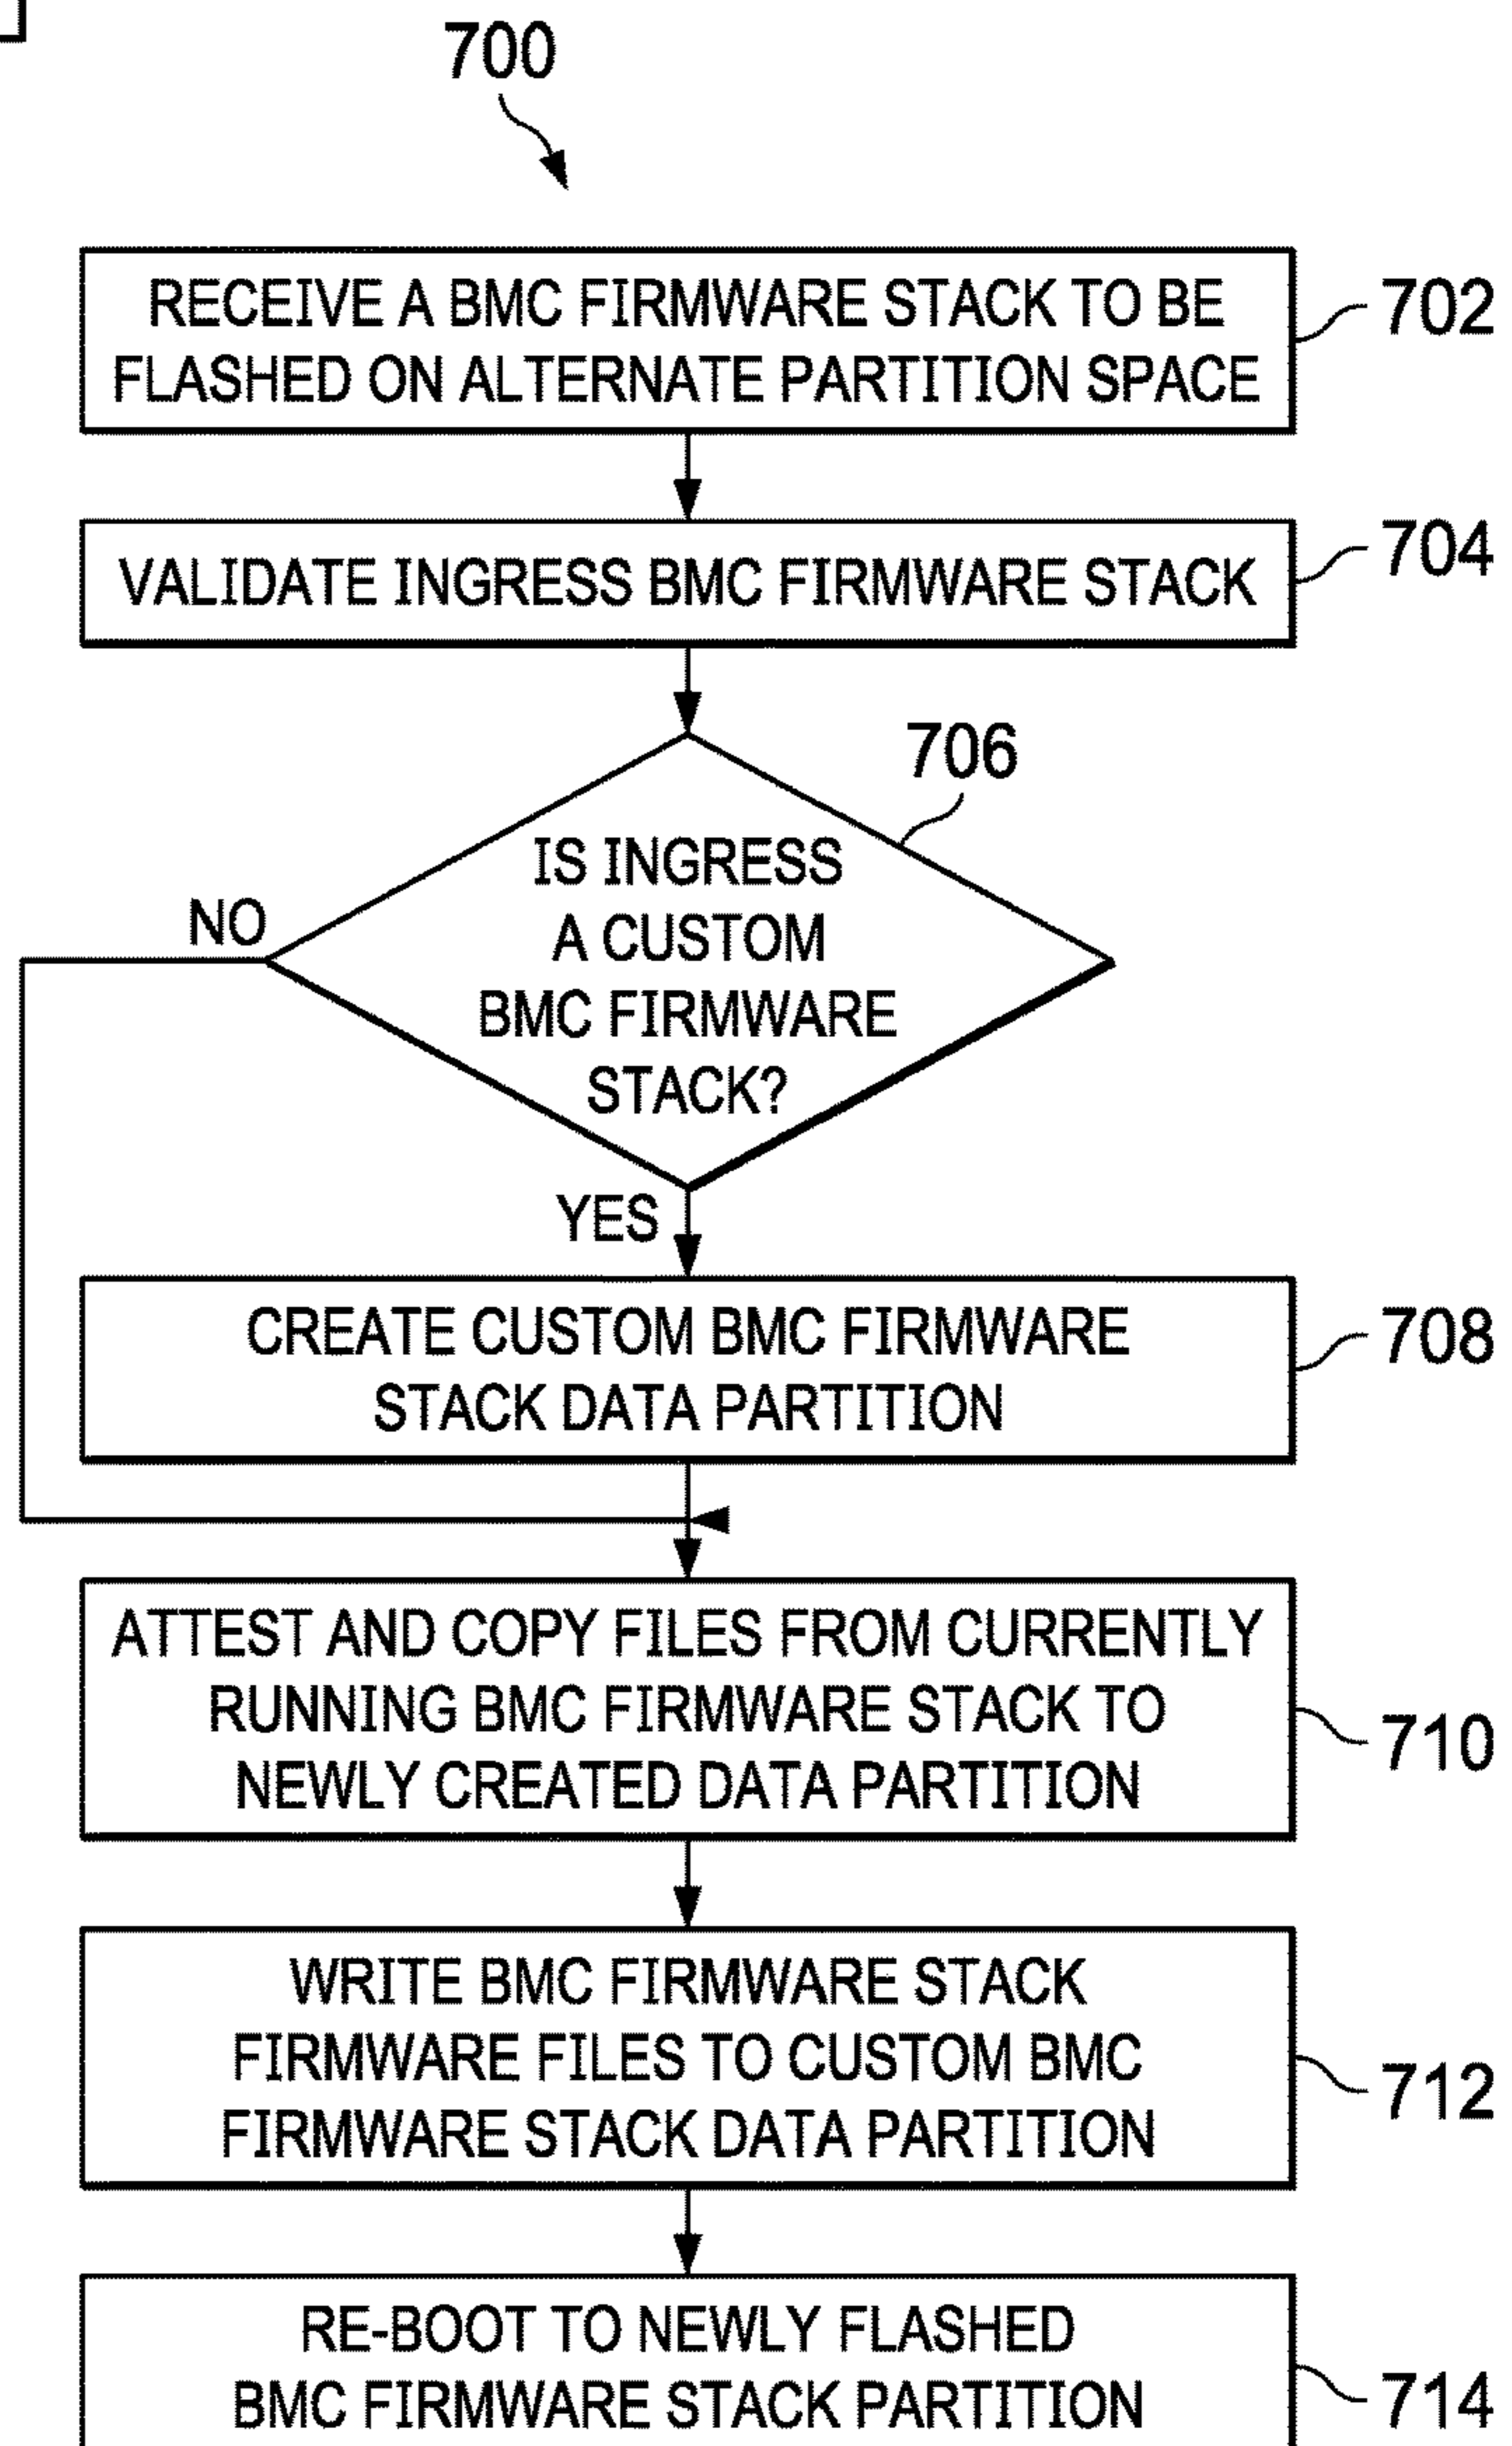 700
RECEIVE A BMC FIRMWARE STACK TO BE
FLASHED ON ALTERNATE PARTITION SPACE
702
VALIDATE INGRESS BMC FIRMWARE STACK
704
706
IS INGRESS
A CUSTOM
BMC FIRMWARE
STACK?
NO
YES
CREATE CUSTOM BMC FIRMWARE
STACK DATA PARTITION
708
ATTEST AND COPY FILES FROM CURRENTLY
RUNNING BMC FIRMWARE STACK TO
NEWLY CREATED DATA PARTITION
710
WRITE BMC FIRMWARE STACK
FIRMWARE FILES TO CUSTOM BMC
FIRMWARE STACK DATA PARTITION
712
RE-BOOT TO NEWLY FLASHED
BMC FIRMWARE STACK PARTITION
714